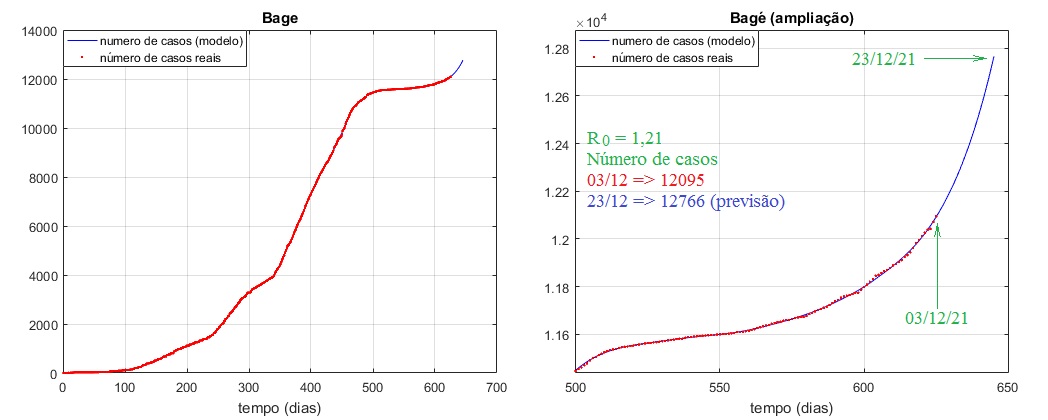 Bage
numero de casos (modelo)
número de casos reais
14000
12000
10000
8000
6000
4000
2000
0
0 100 200 300 400 500 600 700
tempo (dias)
Bagé (ampliação)
×10⁴
numero de casos (modelo)
número de casos reais
23/12/21
R0 = 1,21
Número de casos
03/12 => 12095
23/12 => 12766 (previsão)
03/12/21
1.28
1.26
1.24
1.22
1.2
1.18
1.16
500 550 600 650
tempo (dias)